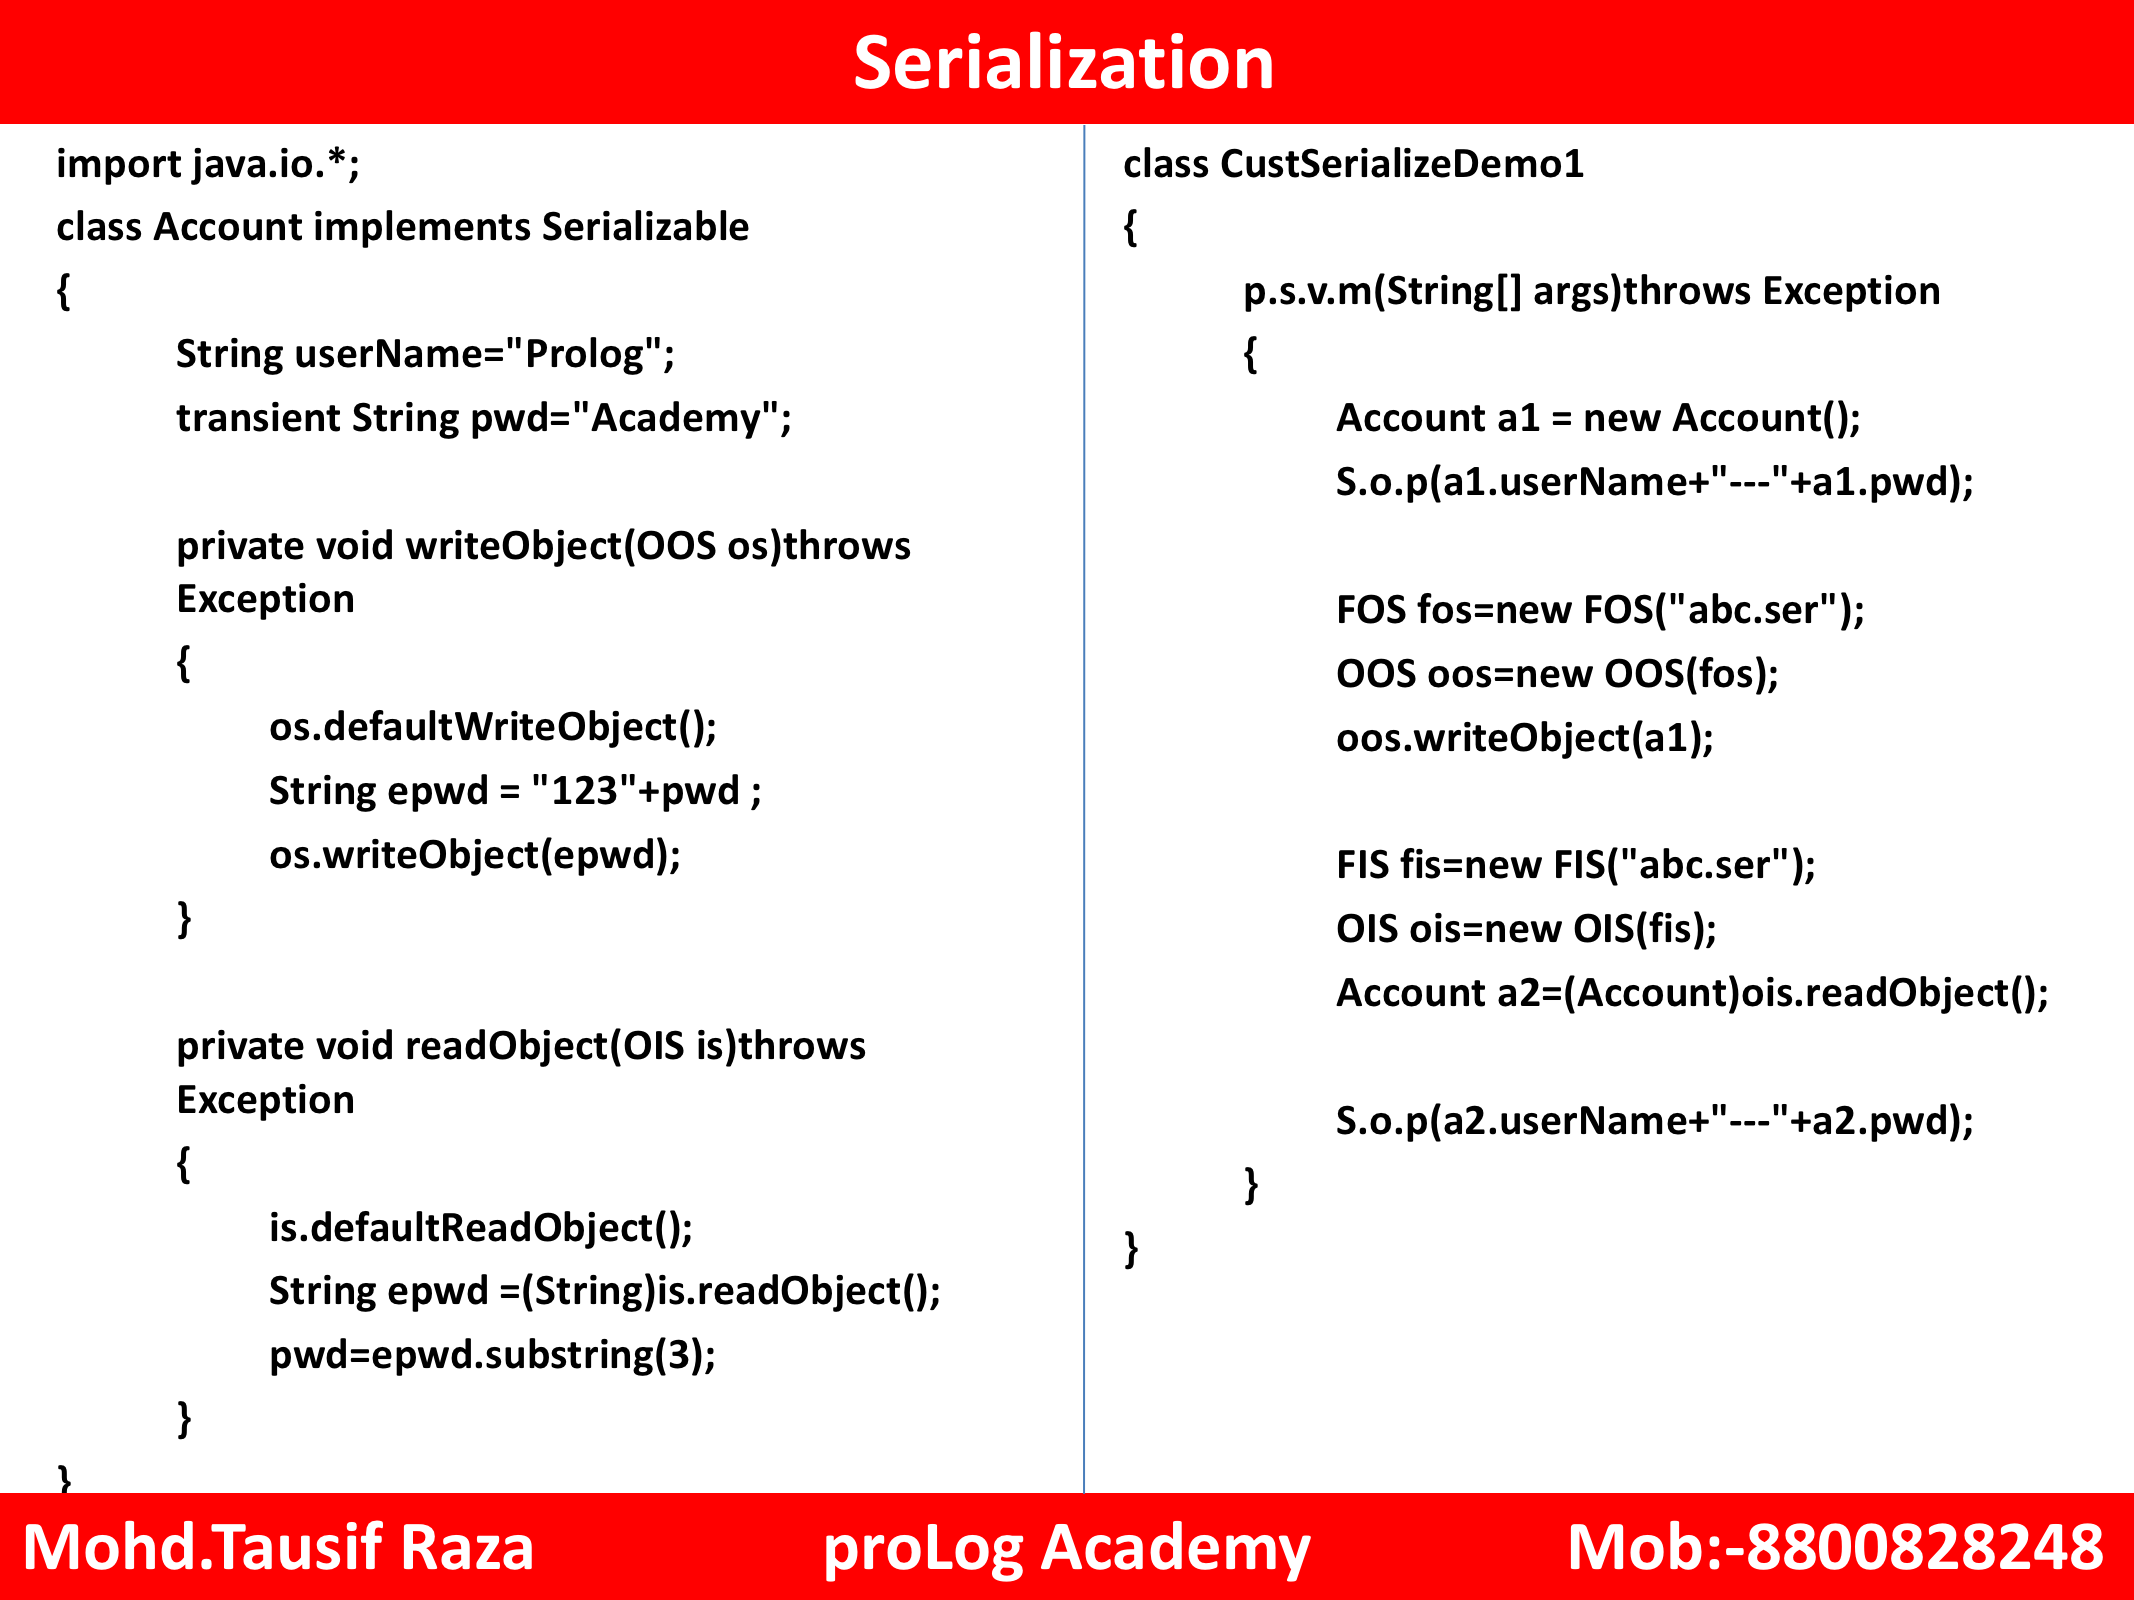 Serialization
import java.io.*;
class Account implements Serializable
{
String userName="Prolog";
transient String pwd="Academy";
private void writeObject(OOS os)throws
Exception
{
os.defaultWriteObject();
String epwd = "123"+pwd ;
os.writeObject(epwd);
}
private void readObject(OIS is)throws
Exception
{
is.defaultReadObject();
String epwd =(String)is.readObject();
pwd=epwd.substring(3);
}
}
class CustSerializeDemo1
{
p.s.v.m(String[] args)throws Exception
{
Account a1 = new Account();
S.o.p(a1.userName+"---"+a1.pwd);
FOS fos=new FOS("abc.ser");
OOS oos=new OOS(fos);
oos.writeObject(a1);
FIS fis=new FIS("abc.ser");
OIS ois=new OIS(fis);
Account a2=(Account)ois.readObject();
S.o.p(a2.userName+"---"+a2.pwd);
}
}
Mohd.Tausif Raza proLog Academy Mob:-8800828248